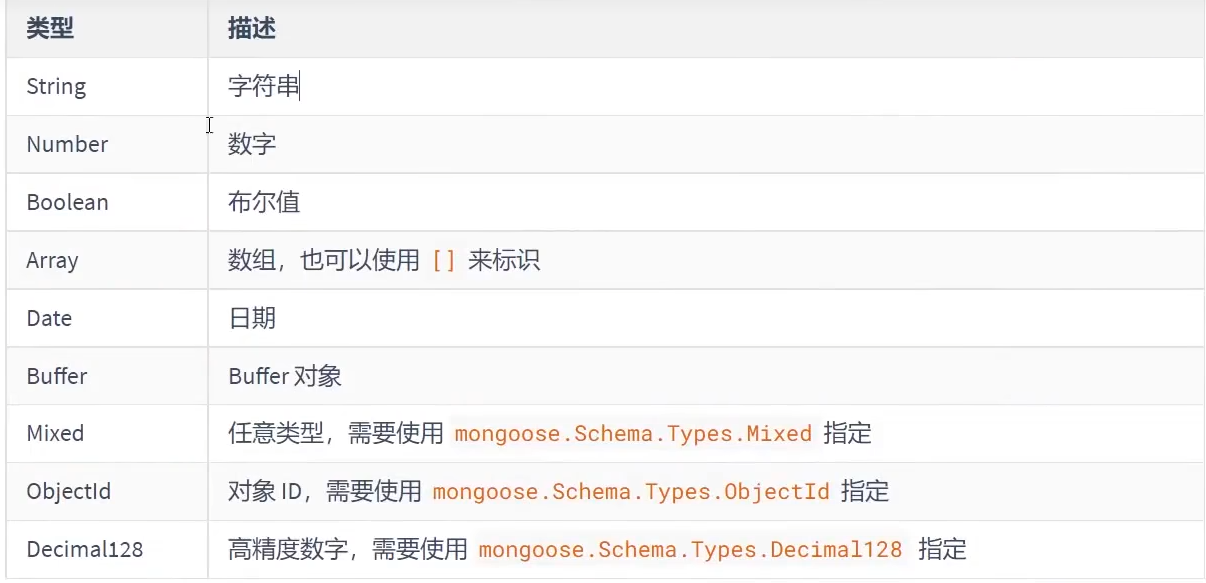 类型 描述
String 字符串
Number 数字
Boolean 布尔值
Array 数组，也可以使用 [] 来标识
Date 日期
Buffer Buffer 对象
Mixed 任意类型，需要使用 mongoose.Schema.Types.Mixed 指定
ObjectId 对象 ID，需要使用 mongoose.Schema.Types.ObjectId 指定
Decimal128 高精度数字，需要使用 mongoose.Schema.Types.Decimal128 指定